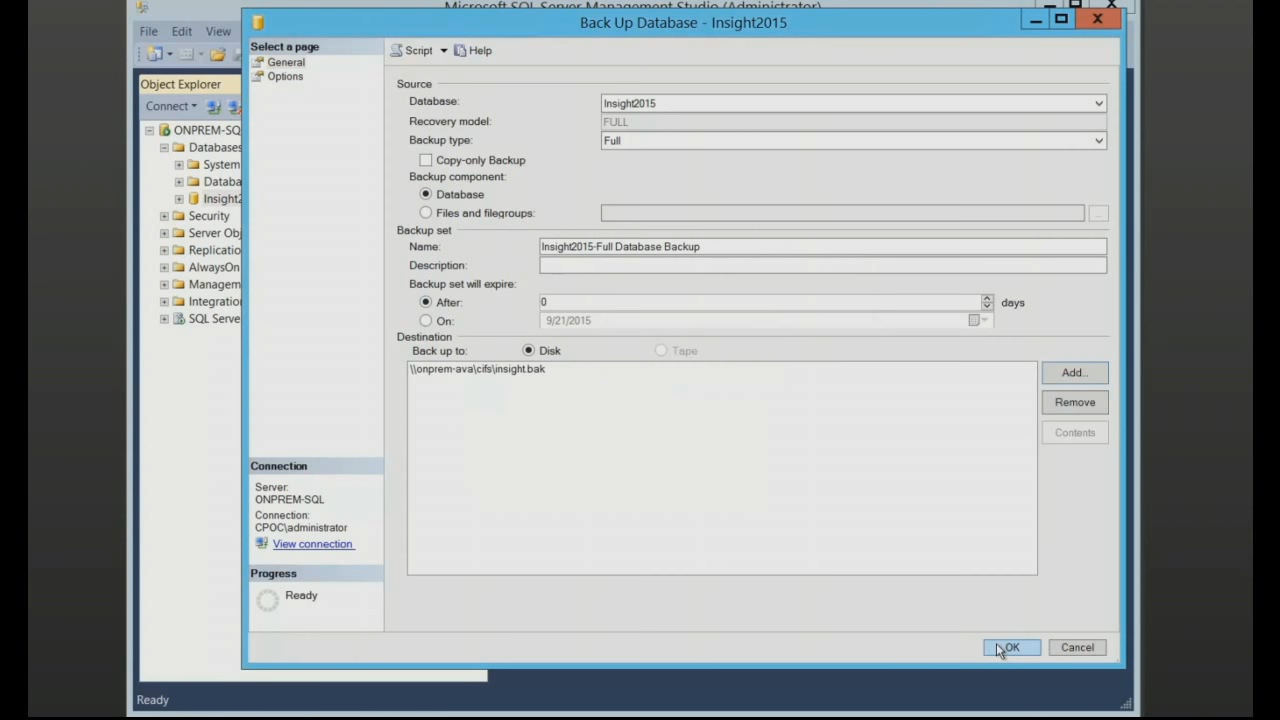 Microsoft SQL Server Management Studio (Administrator)
Back Up Database - Insight2015
File Edit View
Select a page
General
Options
Script Help
Object Explorer
Connect
ONPREM-SQ
Databases
System
Databa
Insight2
Security
Server Obj
Replicatio
AlwaysOn
Managem
Integration
SQL Serve
Source
Database: Insight2015
Recovery model: FULL
Backup type: Full
Copy-only Backup
Backup component:
Database
Files and filegroups: ...
Backup set
Name: Insight2015-Full Database Backup
Description:
Backup set will expire:
After: 0 days
On: 9/21/2015
Destination
Back up to: Disk Tape
\\onprem-ava\cifs\insight.bak
Add...
Remove
Contents
Connection
Server:
ONPREM-SQL
Connection:
CPOC\administrator
View connection
Progress
Ready
OK Cancel
Ready